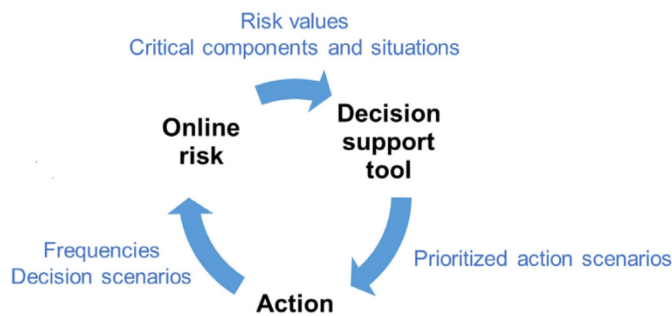 Risk values
Critical components and situations
Online
risk
Decision
support
tool
Frequencies
Decision scenarios
Prioritized action scenarios
Action